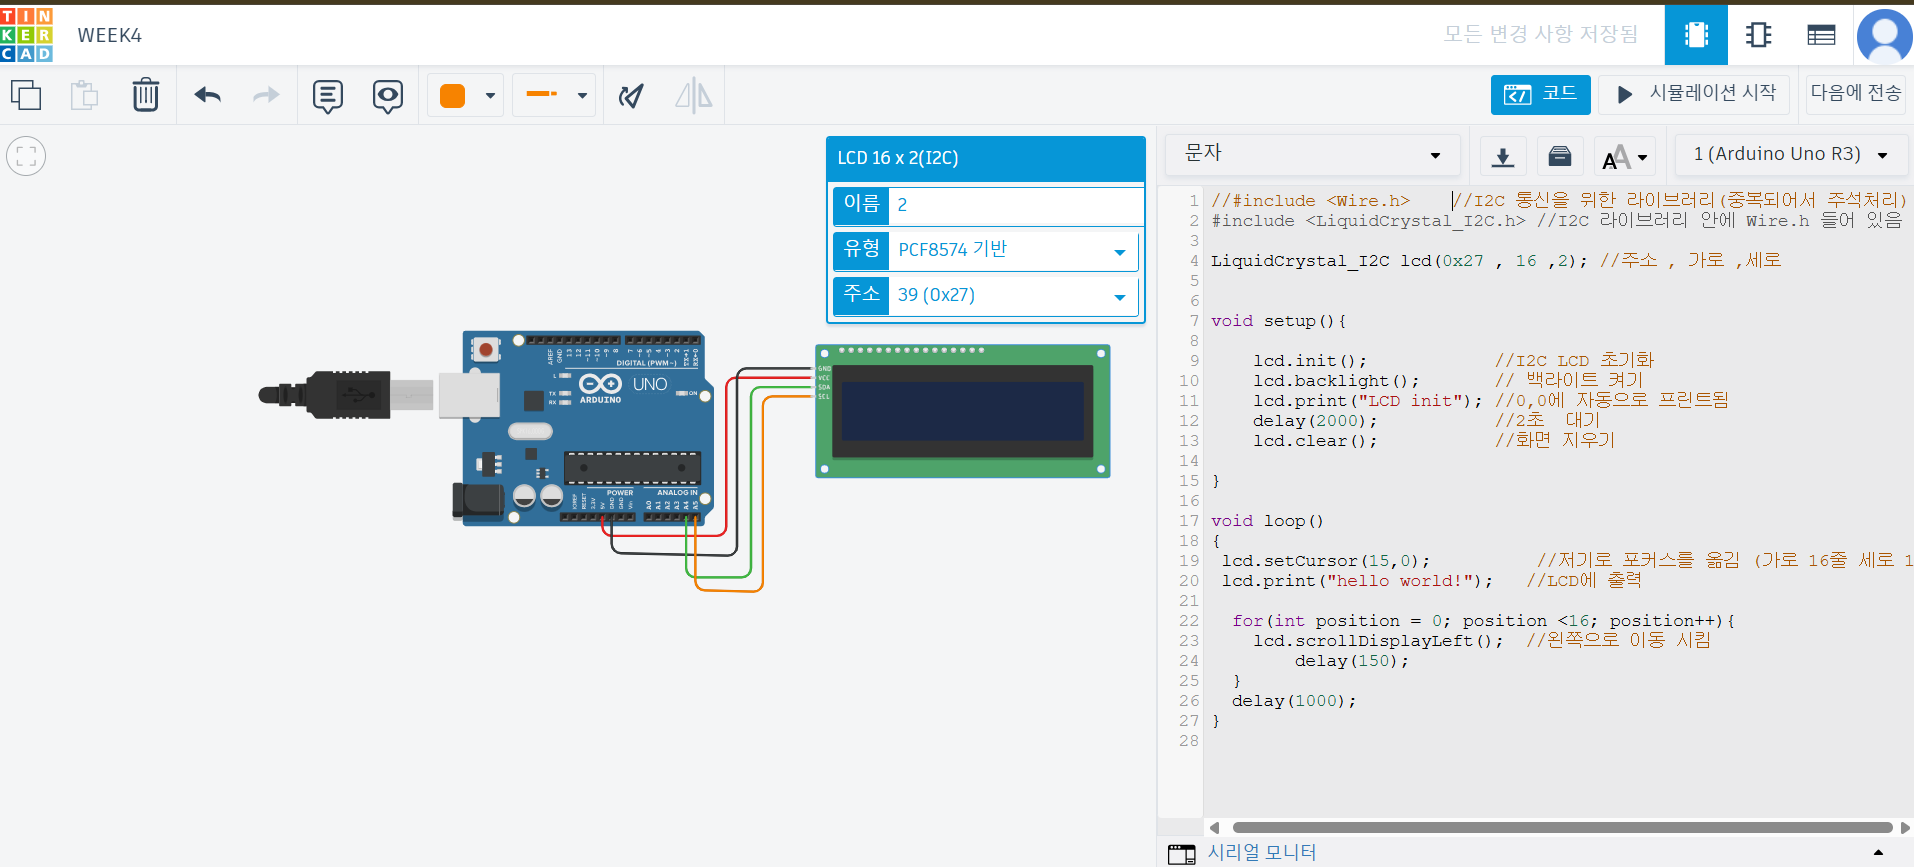 TINKERCAD
WEEK4
모든 변경 사항 저장됨
코드
시뮬레이션 시작
다음에 전송
LCD 16 x 2(I2C)
이름 2
유형 PCF8574 기반
주소 39 (0x27)
문자
1 (Arduino Uno R3)
DIGITAL (PWM~)
UNO
ARDUINO
TX
RX
L
ON
POWER
ANALOG IN
GND
VCC
SDA
SCL
1 //#include <Wire.h>    //I2C 통신을 위한 라이브러리(중복되어서 주석처리)
2 #include <LiquidCrystal_I2C.h> //I2C 라이브러리 안에 Wire.h 들어 있음
3
4 LiquidCrystal_I2C lcd(0x27 , 16 ,2); //주소 , 가로 ,세로
5
6
7 void setup(){
8
9     lcd.init();            //I2C LCD 초기화
10     lcd.backlight();       // 백라이트 켜기
11     lcd.print("LCD init"); //0,0에 자동으로 프린트됨
12     delay(2000);           //2초  대기
13     lcd.clear();           //화면 지우기
14
15 }
16
17 void loop()
18 {
19  lcd.setCursor(15,0);          //저기로 포커스를 옮김 (가로 16줄 세로 1
20  lcd.print("hello world!");   //LCD에 출력
21
22   for(int position = 0; position <16; position++){
23     lcd.scrollDisplayLeft();  //왼쪽으로 이동 시킴
24         delay(150);
25   }
26   delay(1000);
27 }
28
시리얼 모니터